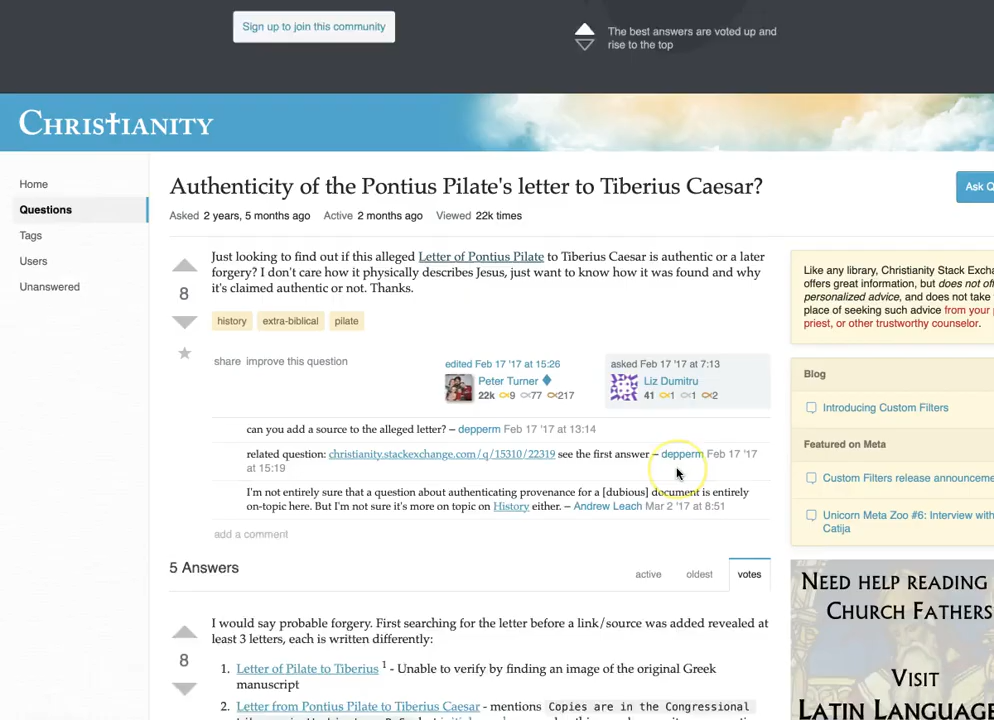 Sign up to join this community
The best answers are voted up and
rise to the top
CHRISTIANITY
Home
Questions
Tags
Users
Unanswered
Authenticity of the Pontius Pilate's letter to Tiberius Caesar?
Ask Q
Asked 2 years, 5 months ago Active 2 months ago Viewed 22k times
Just looking to find out if this alleged Letter of Pontius Pilate to Tiberius Caesar is authentic or a later
forgery? I don't care how it physically describes Jesus, just want to know how it was found and why
it's claimed authentic or not. Thanks.
8
history extra-biblical pilate
share improve this question
edited Feb 17 '17 at 15:26
Peter Turner
22k 9 77 217
asked Feb 17 '17 at 7:13
Liz Dumitru
41 1 1 2
can you add a source to the alleged letter? – depperm Feb 17 '17 at 13:14
related question: christianity.stackexchange.com/q/15310/22319 see the first answer – depperm Feb 17 '17
at 15:19
I'm not entirely sure that a question about authenticating provenance for a [dubious] document is entirely
on-topic here. But I'm not sure it's more on topic on History either. – Andrew Leach Mar 2 '17 at 8:51
add a comment
5 Answers
active oldest votes
I would say probable forgery. First searching for the letter before a link/source was added revealed at
least 3 letters, each is written differently:
8
1. Letter of Pilate to Tiberius 1 - Unable to verify by finding an image of the original Greek
manuscript
2. Letter from Pontius Pilate to Tiberius Caesar - mentions Copies are in the Congressional
Like any library, Christianity Stack Excha
offers great information, but does not of
personalized advice, and does not take
place of seeking such advice from your
priest, or other trustworthy counselor.
Blog
Introducing Custom Filters
Featured on Meta
Custom Filters release announceme
Unicorn Meta Zoo #6: Interview with
Catija
NEED HELP READING
CHURCH FATHERS
VISIT
LATIN LANGUAGE